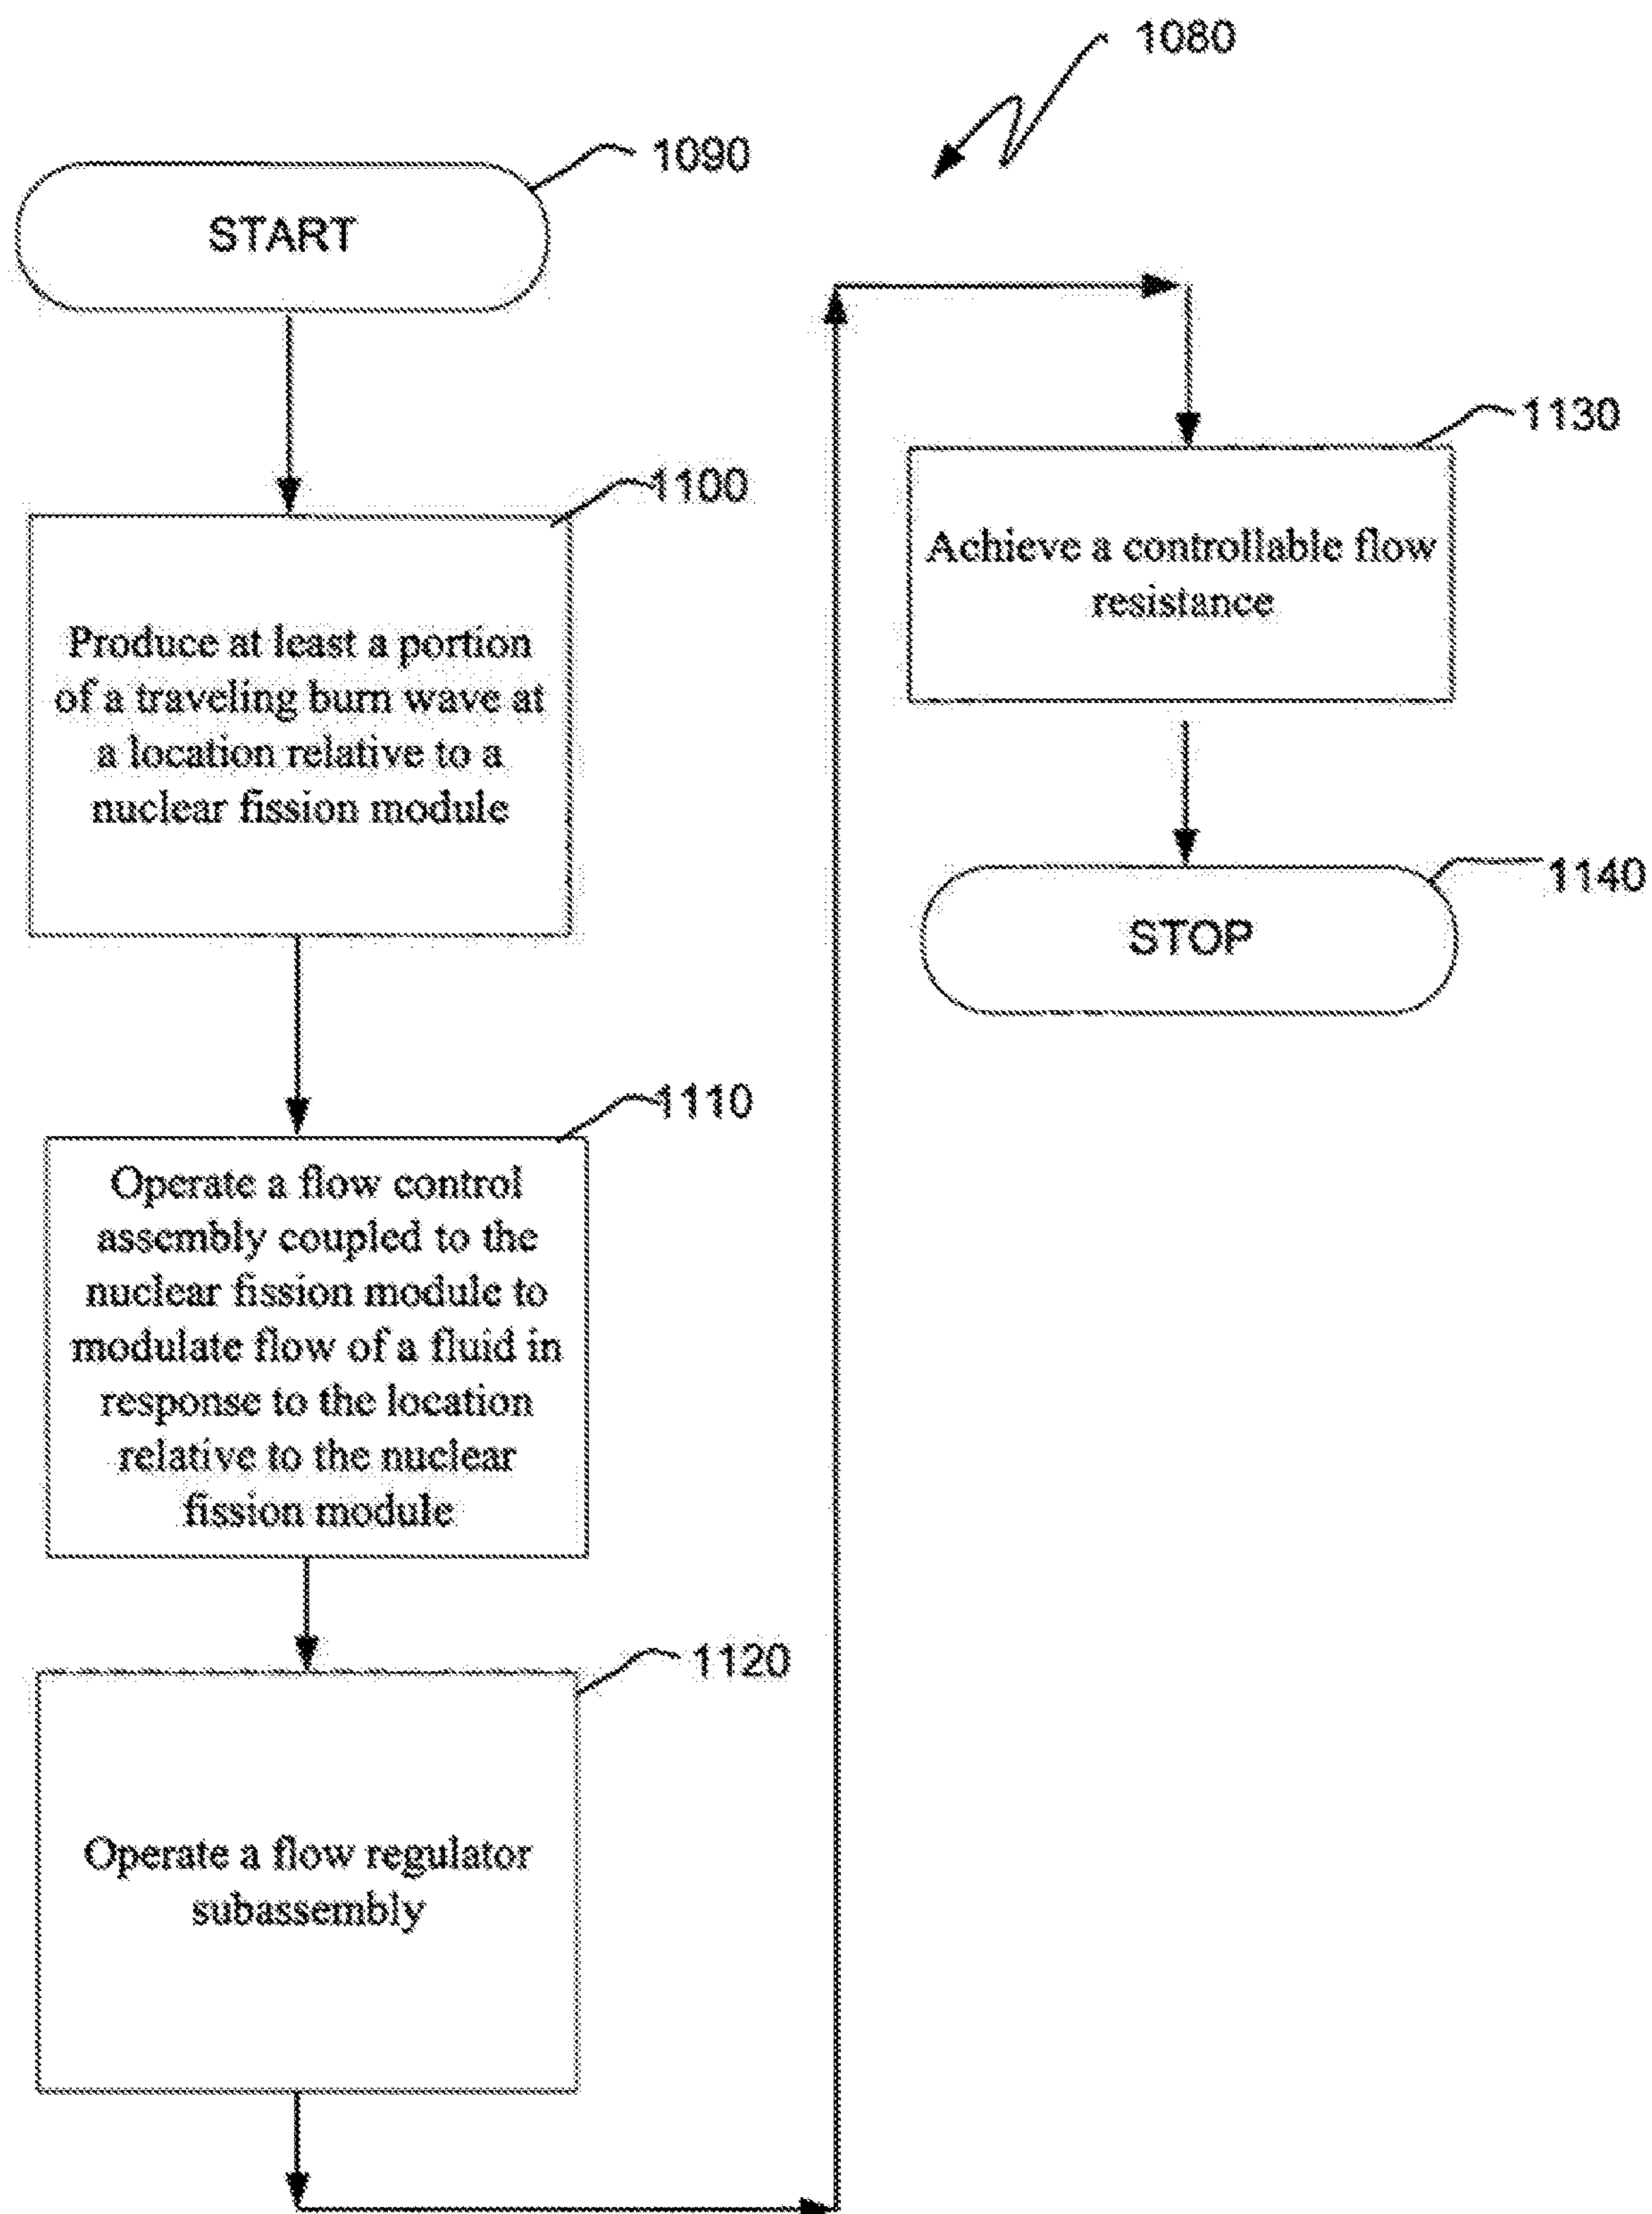 1080
1090
START
1100
Produce at least a portion
of a traveling burn wave at
a location relative to a
nuclear fission module
1110
Operate a flow control
assembly coupled to the
nuclear fission module to
modulate flow of a fluid in
response to the location
relative to the nuclear
fission module
1120
Operate a flow regulator
subassembly
1130
Achieve a controllable flow
resistance
1140
STOP